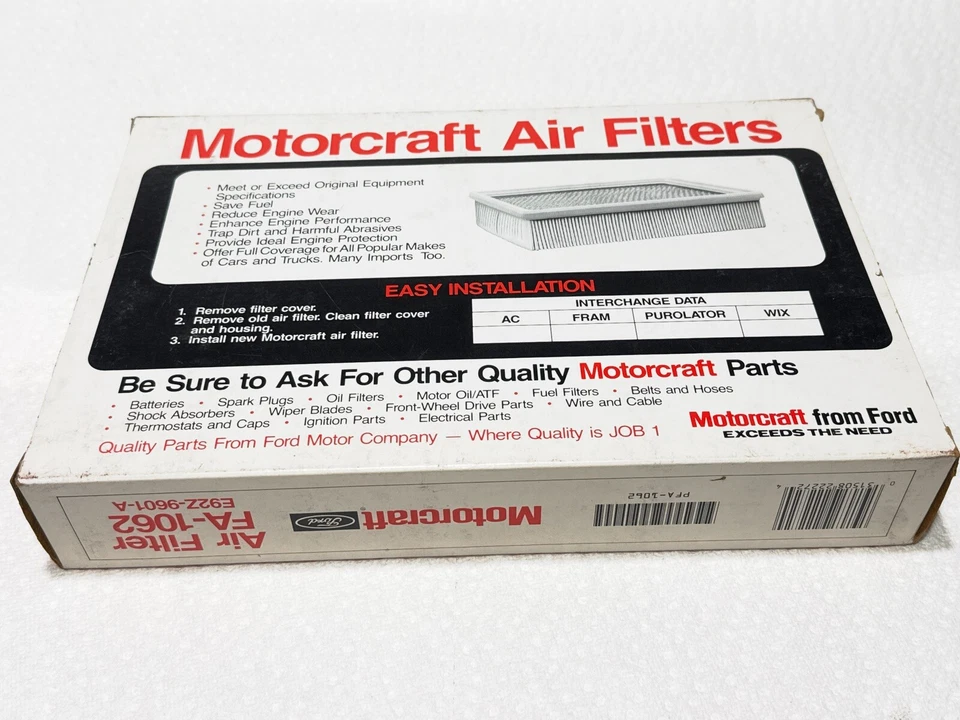 Motorcraft Air Filters
• Meet or Exceed Original Equipment
Specifications
• Save Fuel
• Reduce Engine Wear
• Enhance Engine Performance
• Trap Dirt and Harmful Abrasives
• Provide Ideal Engine Protection
• Offer Full Coverage for All Popular Makes
of Cars and Trucks. Many Imports Too.
EASY INSTALLATION
1. Remove filter cover.
2. Remove old air filter. Clean filter cover
and housing.
3. Install new Motorcraft air filter.
INTERCHANGE DATA
AC FRAM PUROLATOR WIX
Be Sure to Ask For Other Quality Motorcraft Parts
• Batteries • Spark Plugs • Oil Filters • Motor Oil/ATF • Fuel Filters • Belts and Hoses
• Shock Absorbers • Wiper Blades • Front-Wheel Drive Parts • Wire and Cable
• Thermostats and Caps • Ignition Parts • Electrical Parts
Quality Parts From Ford Motor Company — Where Quality is JOB 1
Motorcraft from Ford
EXCEEDS THE NEED
Air Filter
FA-1062
E92Z-9601-A
Ford
Motorcraft
PFA-1062
0 31508 22272 4